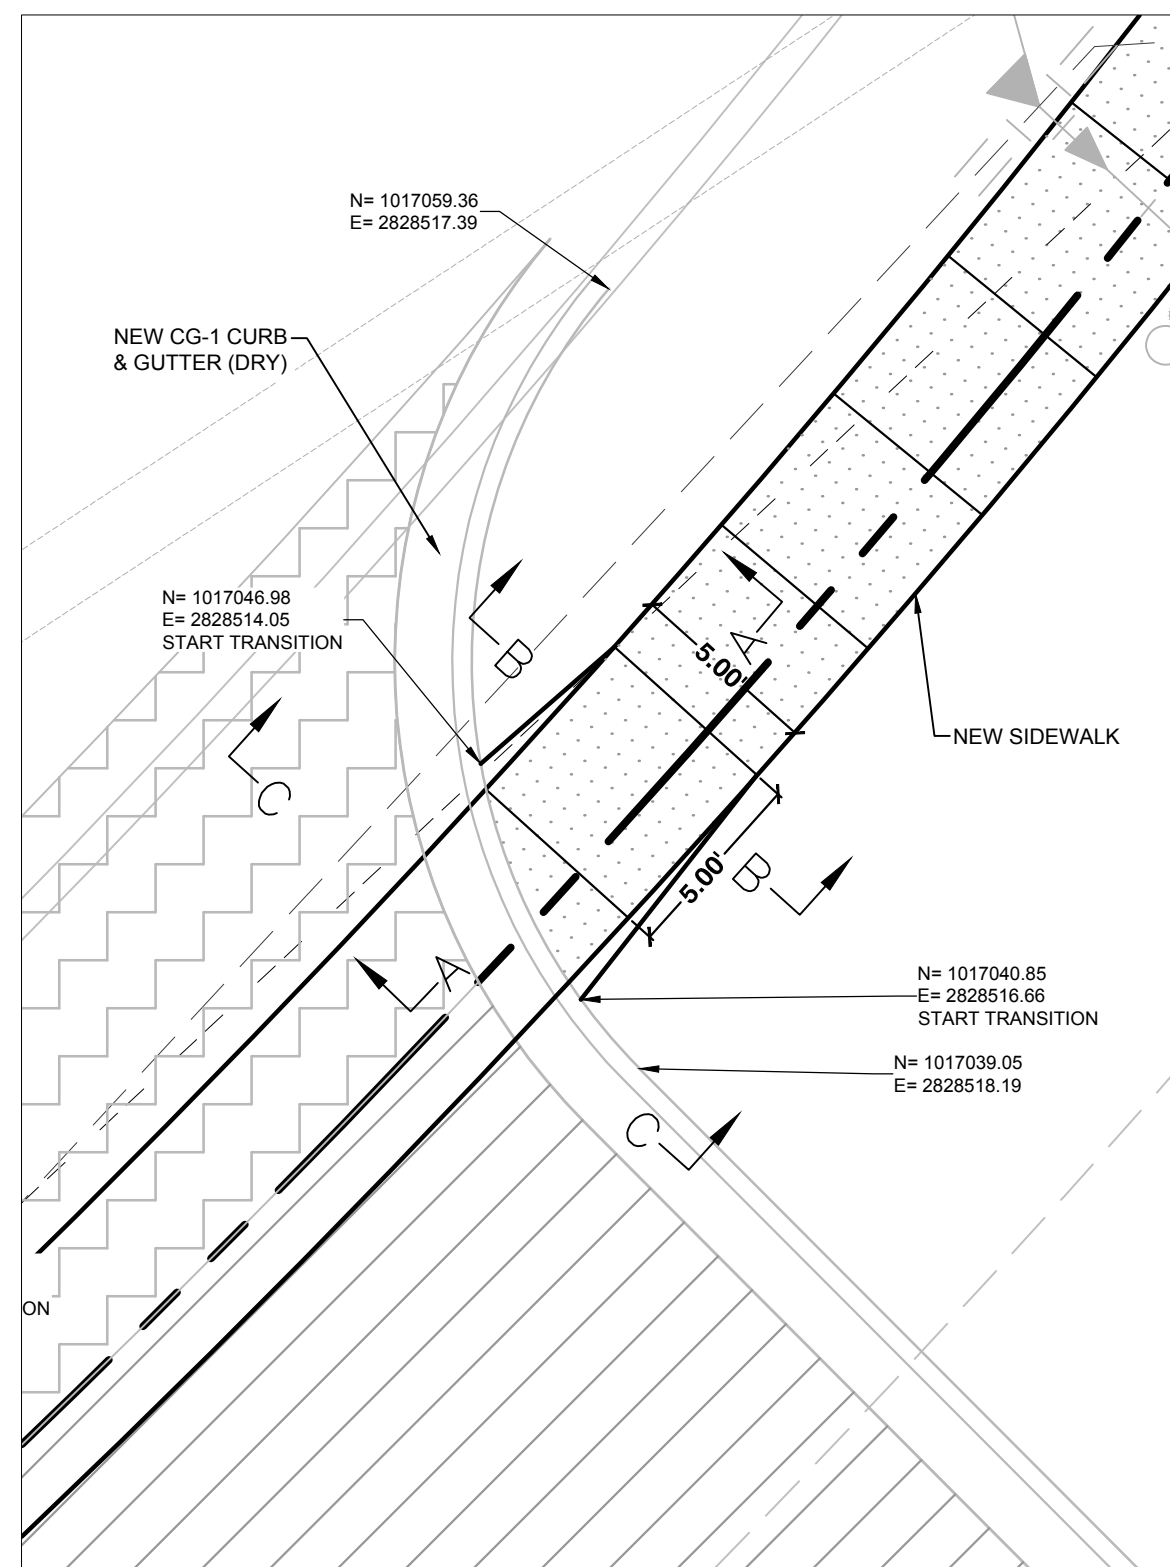 N= 1017059.36
E= 2828517.39
NEW CG-1 CURB
& GUTTER (DRY)
N= 1017046.98
E= 2828514.05
START TRANSITION
B
A
5.00'
C
NEW SIDEWALK
5.00'
B
A
N= 1017040.85
E= 2828516.66
START TRANSITION
N= 1017039.05
E= 2828518.19
C
ON